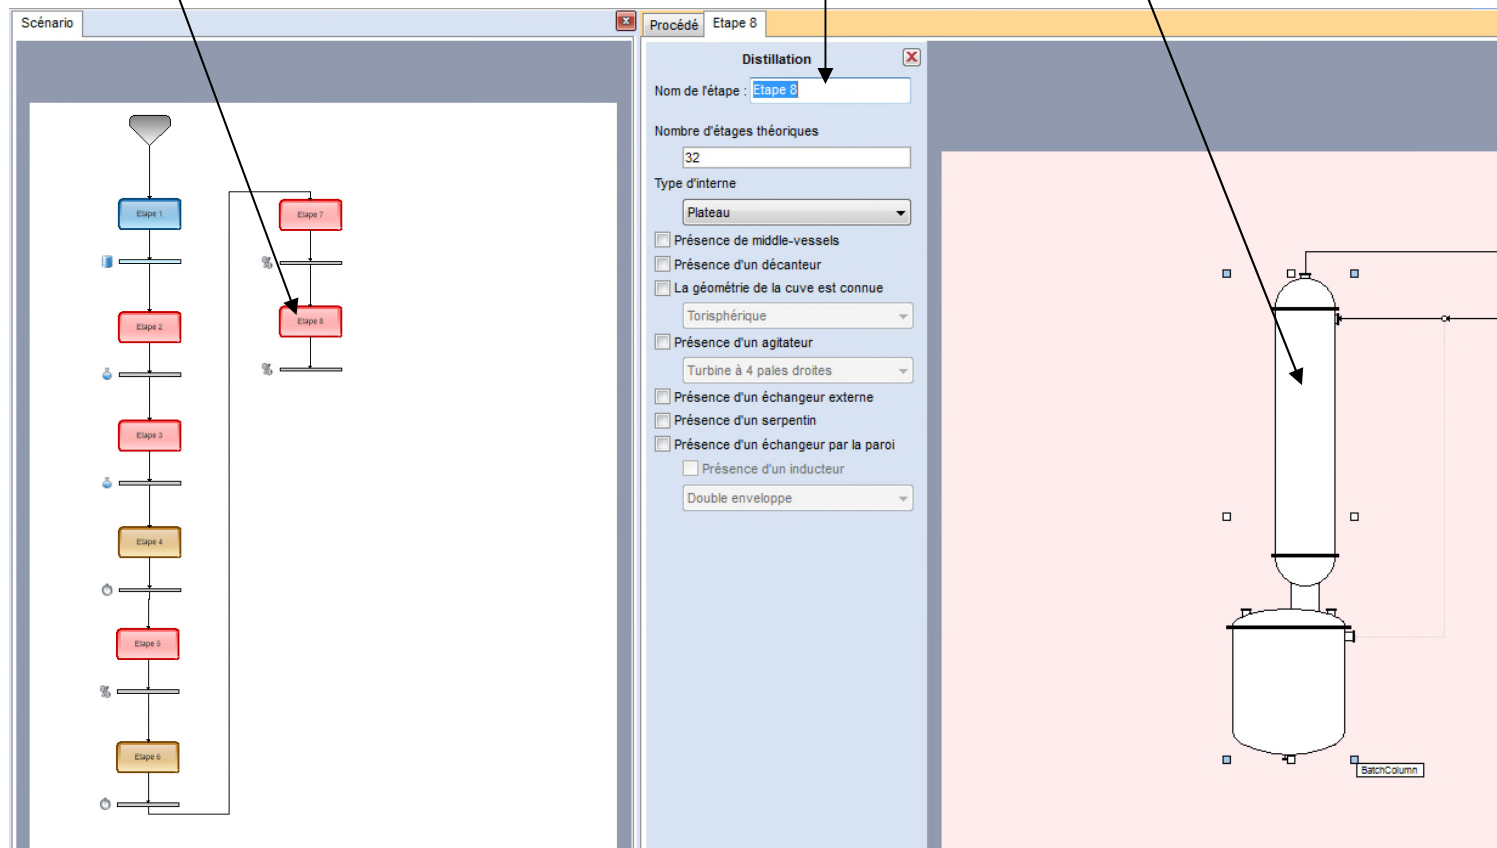 Scénario
Etape 1
Etape 2
Etape 3
Etape 4
Etape 5
Etape 6
Etape 7
Etape 8
Procédé
Etape 8
Distillation
Nom de l'étape : Etape 8
Nombre d'étages théoriques
32
Type d'interne
Plateau
Présence de middle-vessels
Présence d'un décanteur
La géométrie de la cuve est connue
Torisphérique
Présence d'un agitateur
Turbine à 4 pales droites
Présence d'un échangeur externe
Présence d'un serpentin
Présence d'un échangeur par la paroi
Présence d'un inducteur
Double enveloppe
BatchColumn